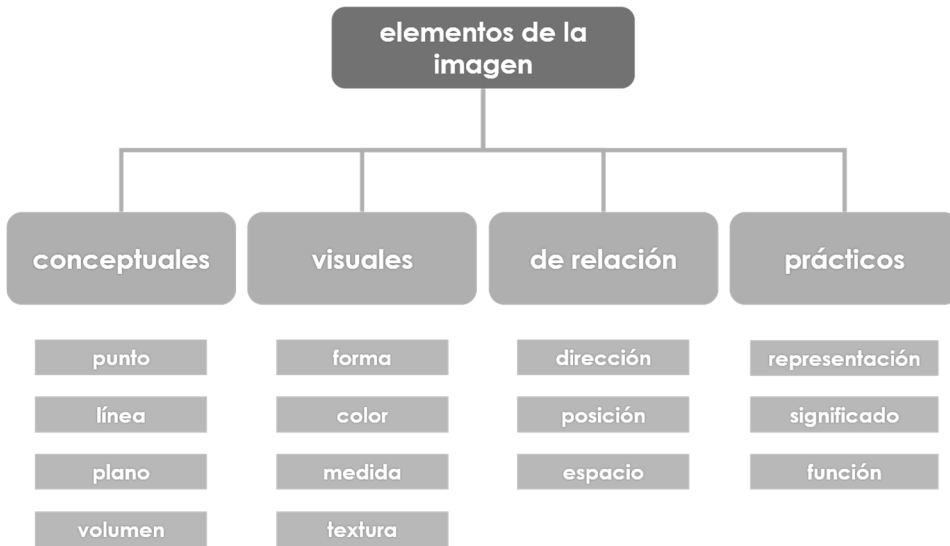 elementos de la
imagen
conceptuales
visuales
de relación
prácticos
punto
línea
plano
volumen
forma
color
medida
textura
dirección
posición
espacio
representación
significado
función